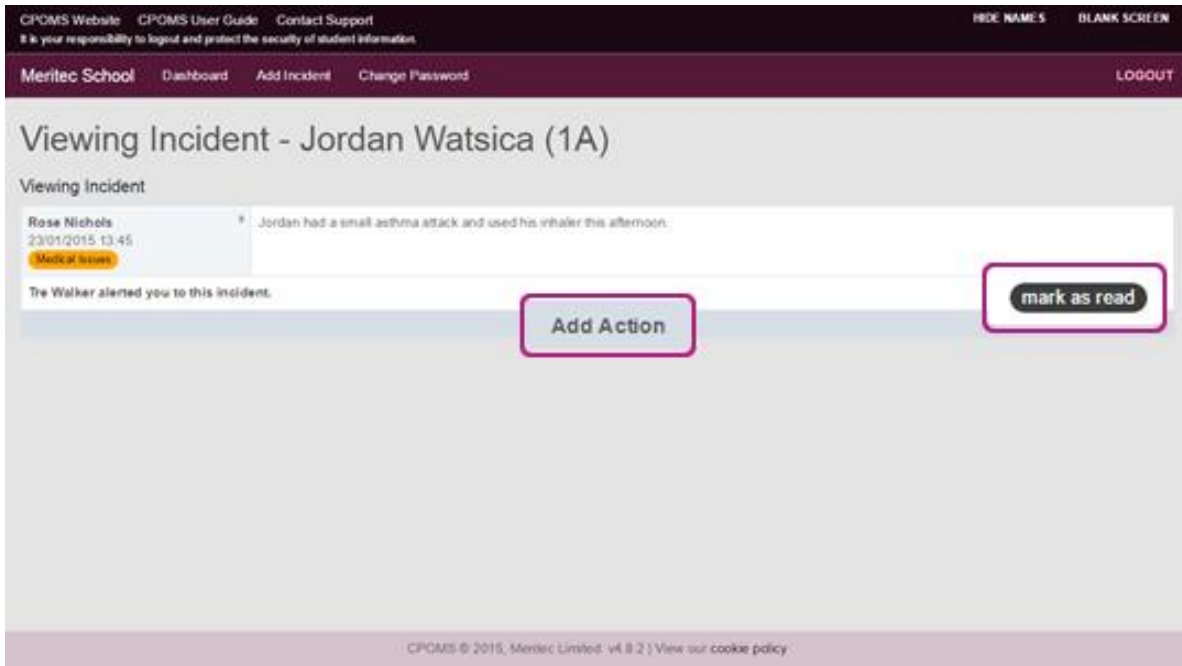 CPOMS Website CPOMS User Guide Contact Support HIDE NAMES BLANK SCREEN
It is your responsibility to logout and protect the security of student information.
Meritec School Dashboard Add Incident Change Password LOGOUT
Viewing Incident - Jordan Watsica (1A)
Viewing Incident
Rose Nichols
Jordan had a small asthma attack and used his inhaler this afternoon.
23/01/2015 13:45
Medical Issues
Tre Walker alerted you to this incident.
mark as read
Add Action
CPOMS © 2015, Meritec Limited. v4.8.2 | View our cookie policy